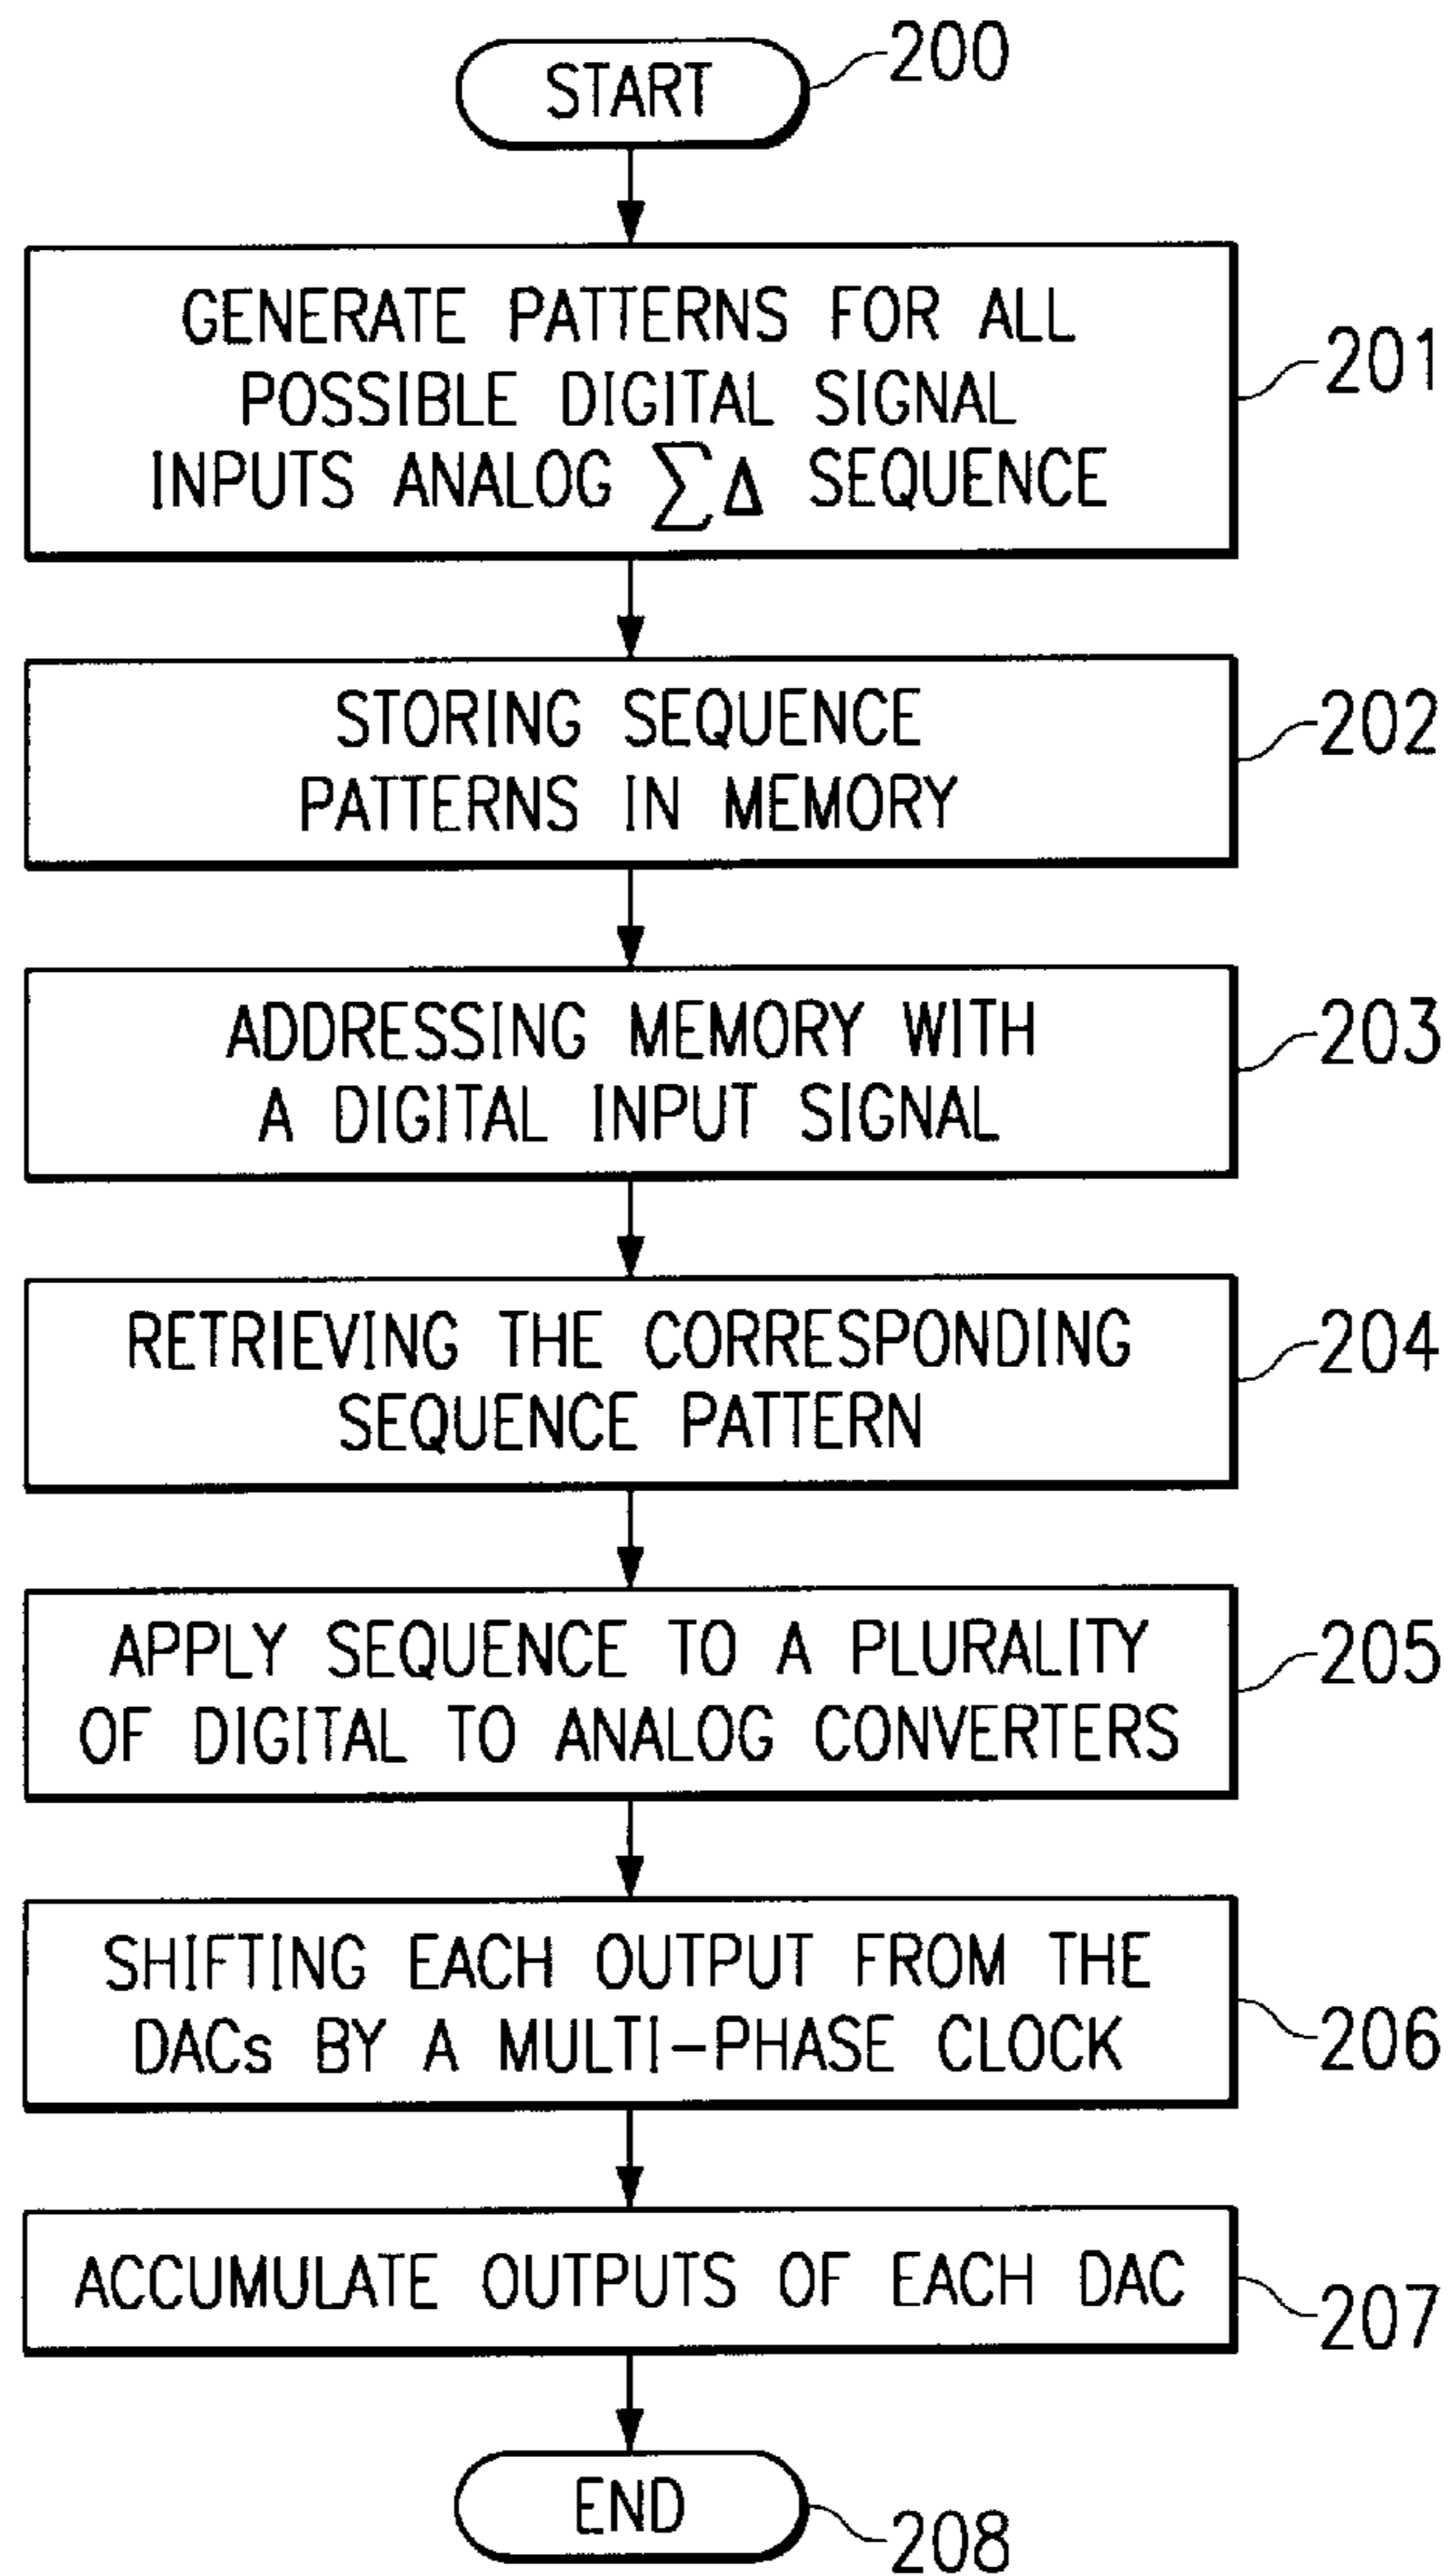 START
200
GENERATE PATTERNS FOR ALL
POSSIBLE DIGITAL SIGNAL
INPUTS ANALOG ∑Δ SEQUENCE
201
STORING SEQUENCE
PATTERNS IN MEMORY
202
ADDRESSING MEMORY WITH
A DIGITAL INPUT SIGNAL
203
RETRIEVING THE CORRESPONDING
SEQUENCE PATTERN
204
APPLY SEQUENCE TO A PLURALITY
OF DIGITAL TO ANALOG CONVERTERS
205
SHIFTING EACH OUTPUT FROM THE
DACs BY A MULTI-PHASE CLOCK
206
ACCUMULATE OUTPUTS OF EACH DAC
207
END
208